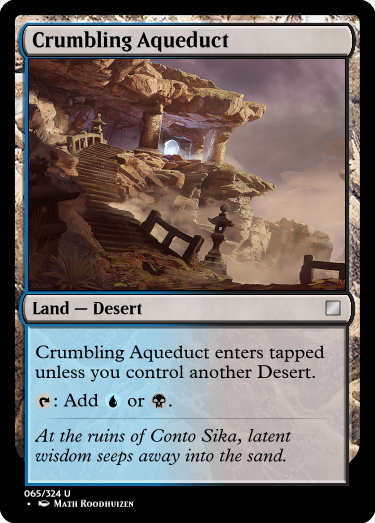 Crumbling Aqueduct
Land — Desert
Crumbling Aqueduct enters tapped
unless you control another Desert.
: Add or .
At the ruins of Conto Sika, latent
wisdom seeps away into the sand.
065/324 U
• Math Roodhuizen